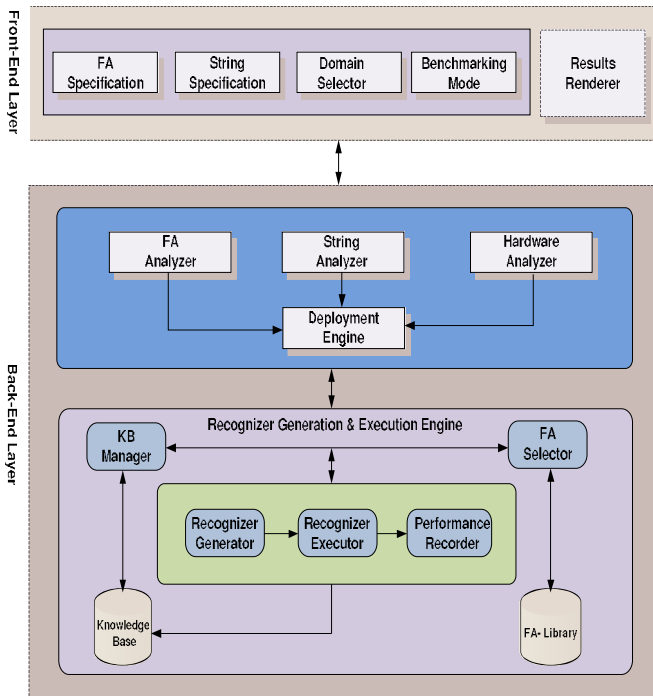 Front-End Layer
FA
Specification
String
Specification
Domain
Selector
Benchmarking
Mode
Results
Renderer
Back-End Layer
FA
Analyzer
String
Analyzer
Hardware
Analyzer
Deployment
Engine
Recognizer Generation & Execution Engine
KB
Manager
FA
Selector
Recognizer
Generator
Recognizer
Executor
Performance
Recorder
Knowledge
Base
FA- Library